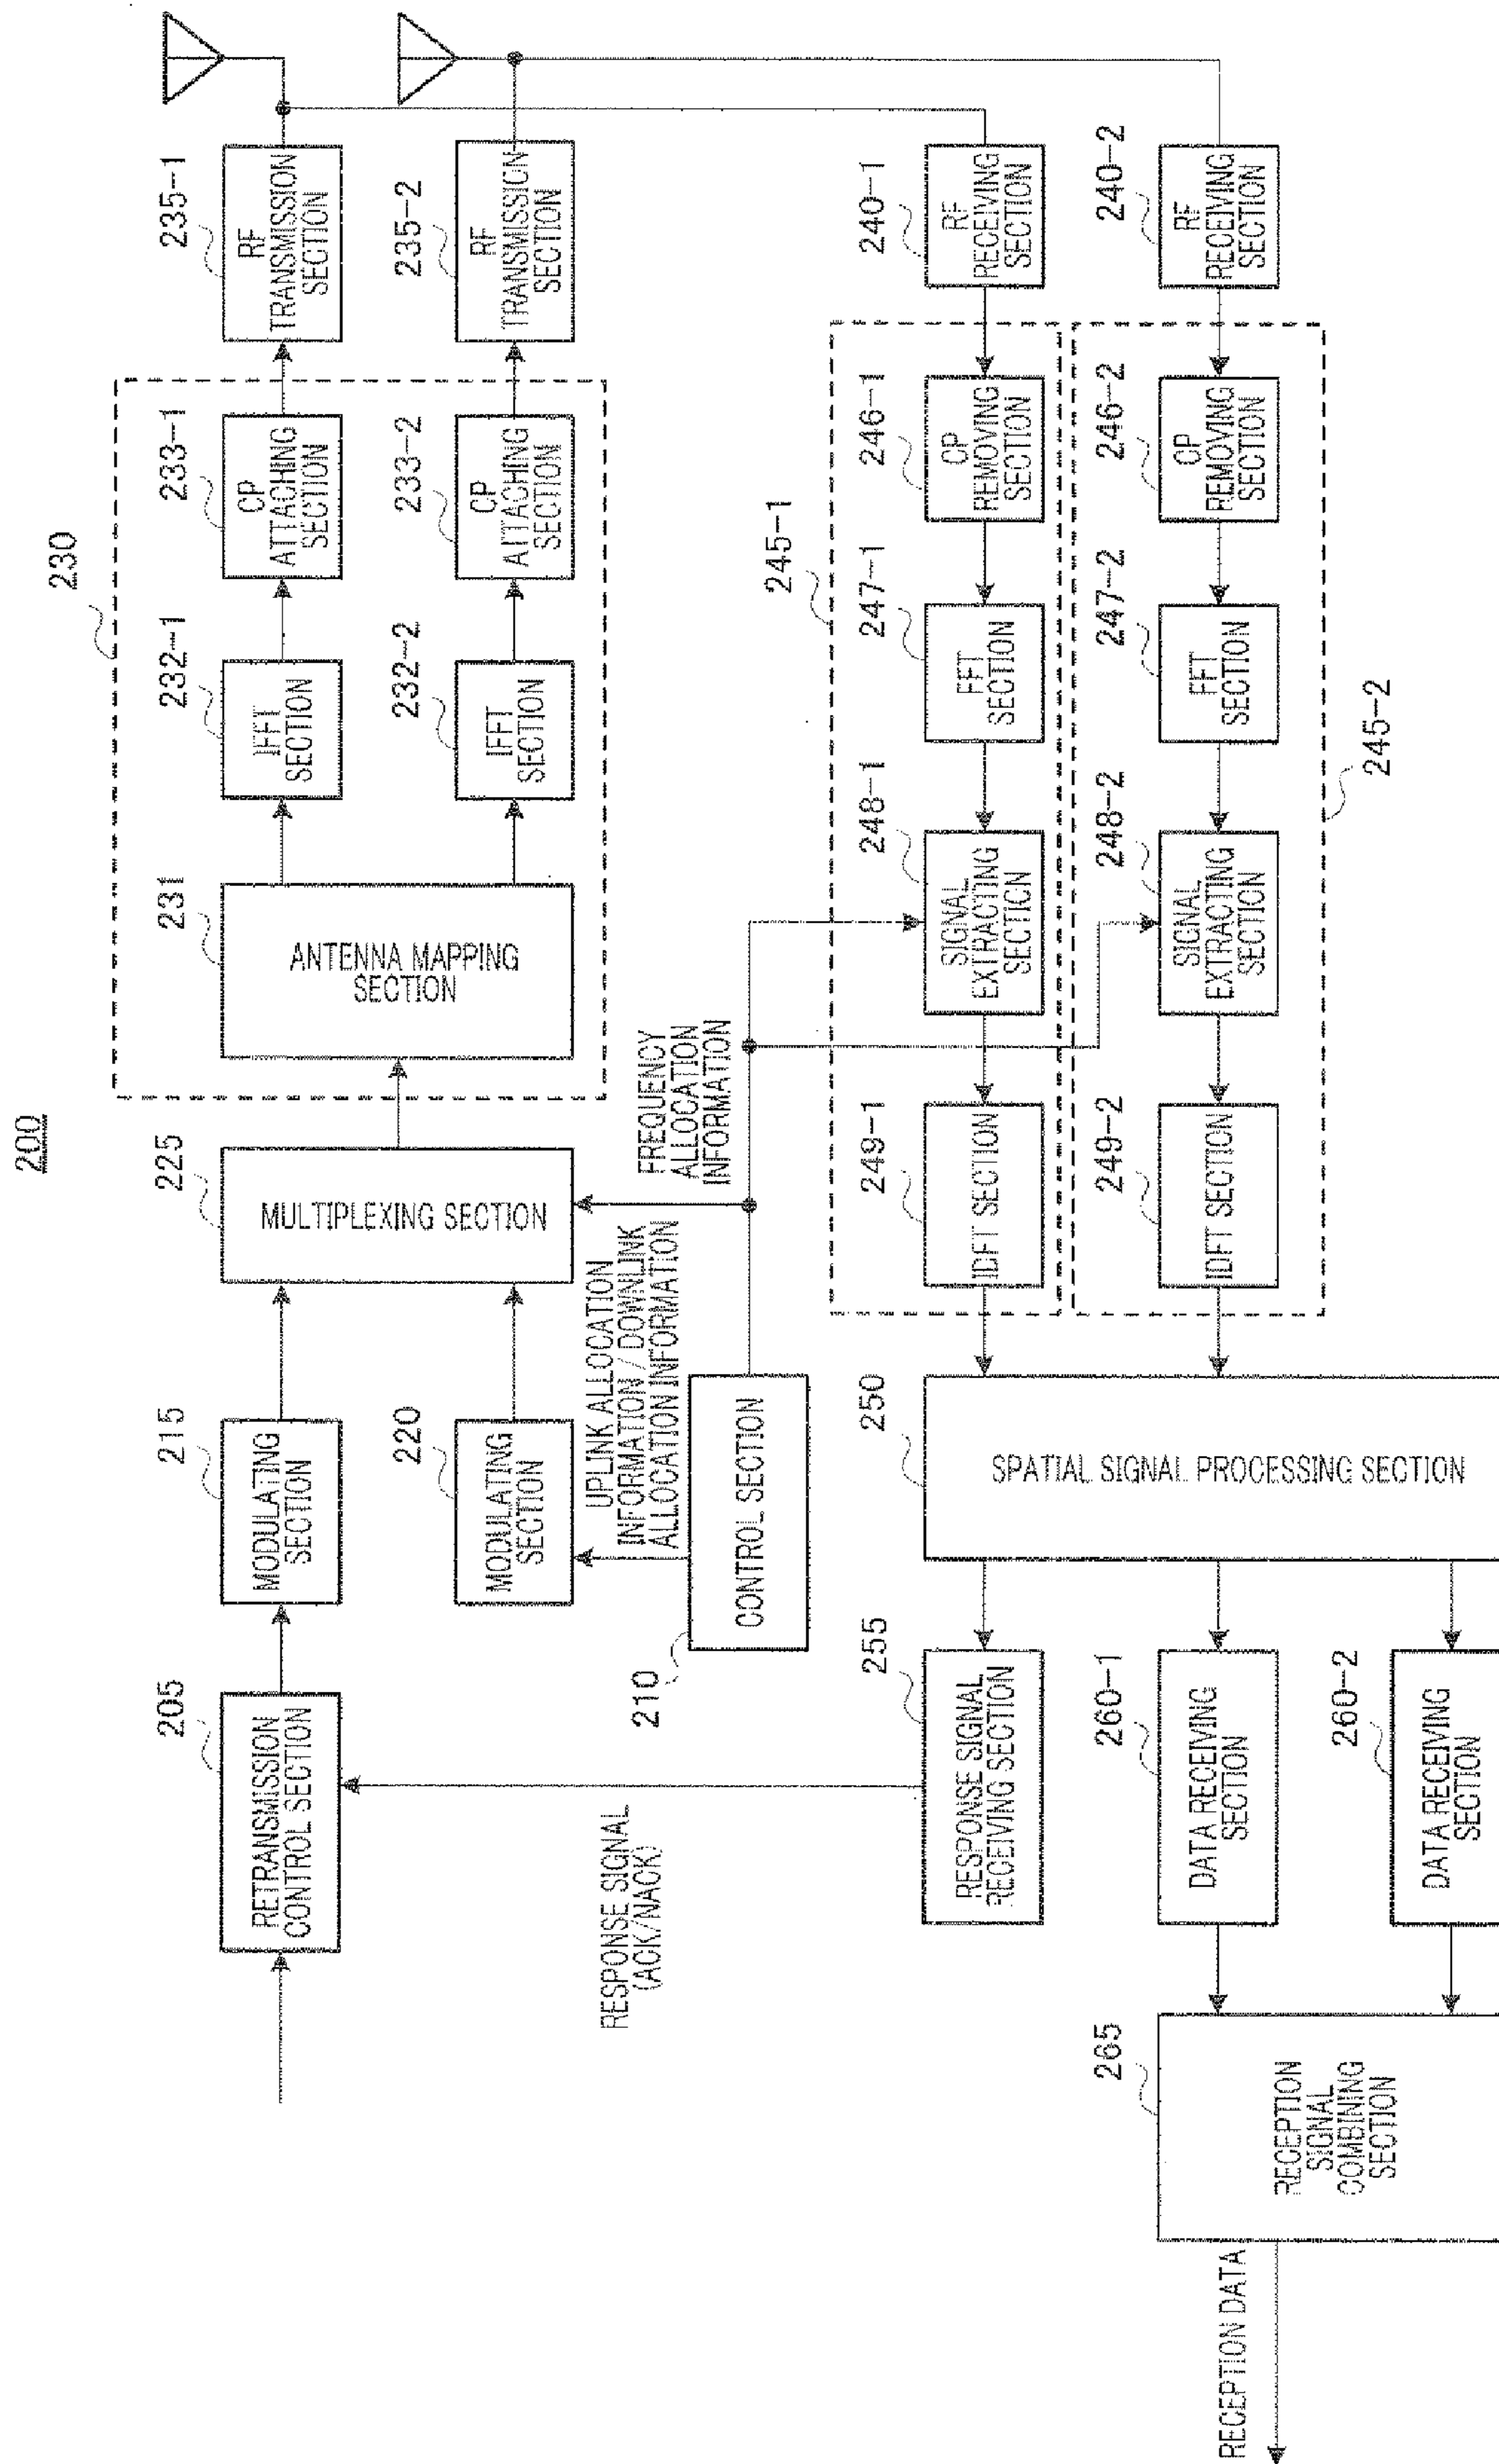 200
205
RETRANSMISSION
CONTROL SECTION
215
MODULATING
SECTION
225
MULTIPLEXING SECTION
230
231
ANTENNA MAPPING
SECTION
232-1
IFFT
SECTION
233-1
CP
ATTACHING
SECTION
235-1
RF
TRANSMISSION
SECTION
220
MODULATING
SECTION
232-2
IFFT
SECTION
233-2
CP
ATTACHING
SECTION
235-2
RF
TRANSMISSION
SECTION
RESPONSE SIGNAL
(ACK/NACK)
210
CONTROL SECTION
UPLINK ALLOCATION
INFORMATION/DOWNLINK
ALLOCATION INFORMATION
FREQUENCY
ALLOCATION
INFORMATION
245-1
255
RESPONSE SIGNAL
RECEIVING SECTION
250
SPATIAL SIGNAL PROCESSING SECTION
249-1
IDFT SECTION
248-1
SIGNAL
EXTRACTING
SECTION
247-1
FFT
SECTION
246-1
CP
REMOVING
SECTION
240-1
RF
RECEIVING
SECTION
265
RECEPTION
SIGNAL
COMBINING
SECTION
260-1
DATA RECEIVING
SECTION
249-2
IDFT SECTION
248-2
SIGNAL
EXTRACTING
SECTION
247-2
FFT
SECTION
246-2
CP
REMOVING
SECTION
240-2
RF
RECEIVING
SECTION
245-2
260-2
DATA RECEIVING
SECTION
RECEPTION DATA